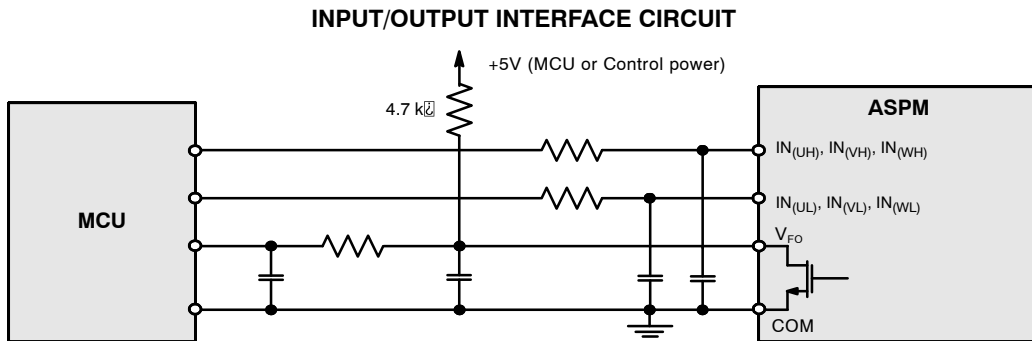 INPUT/OUTPUT INTERFACE CIRCUIT
+5V (MCU or Control power)
4.7 k
ASPM
IN(UH), IN(VH), IN(WH)
MCU
IN(UL), IN(VL), IN(WL)
VFO
COM